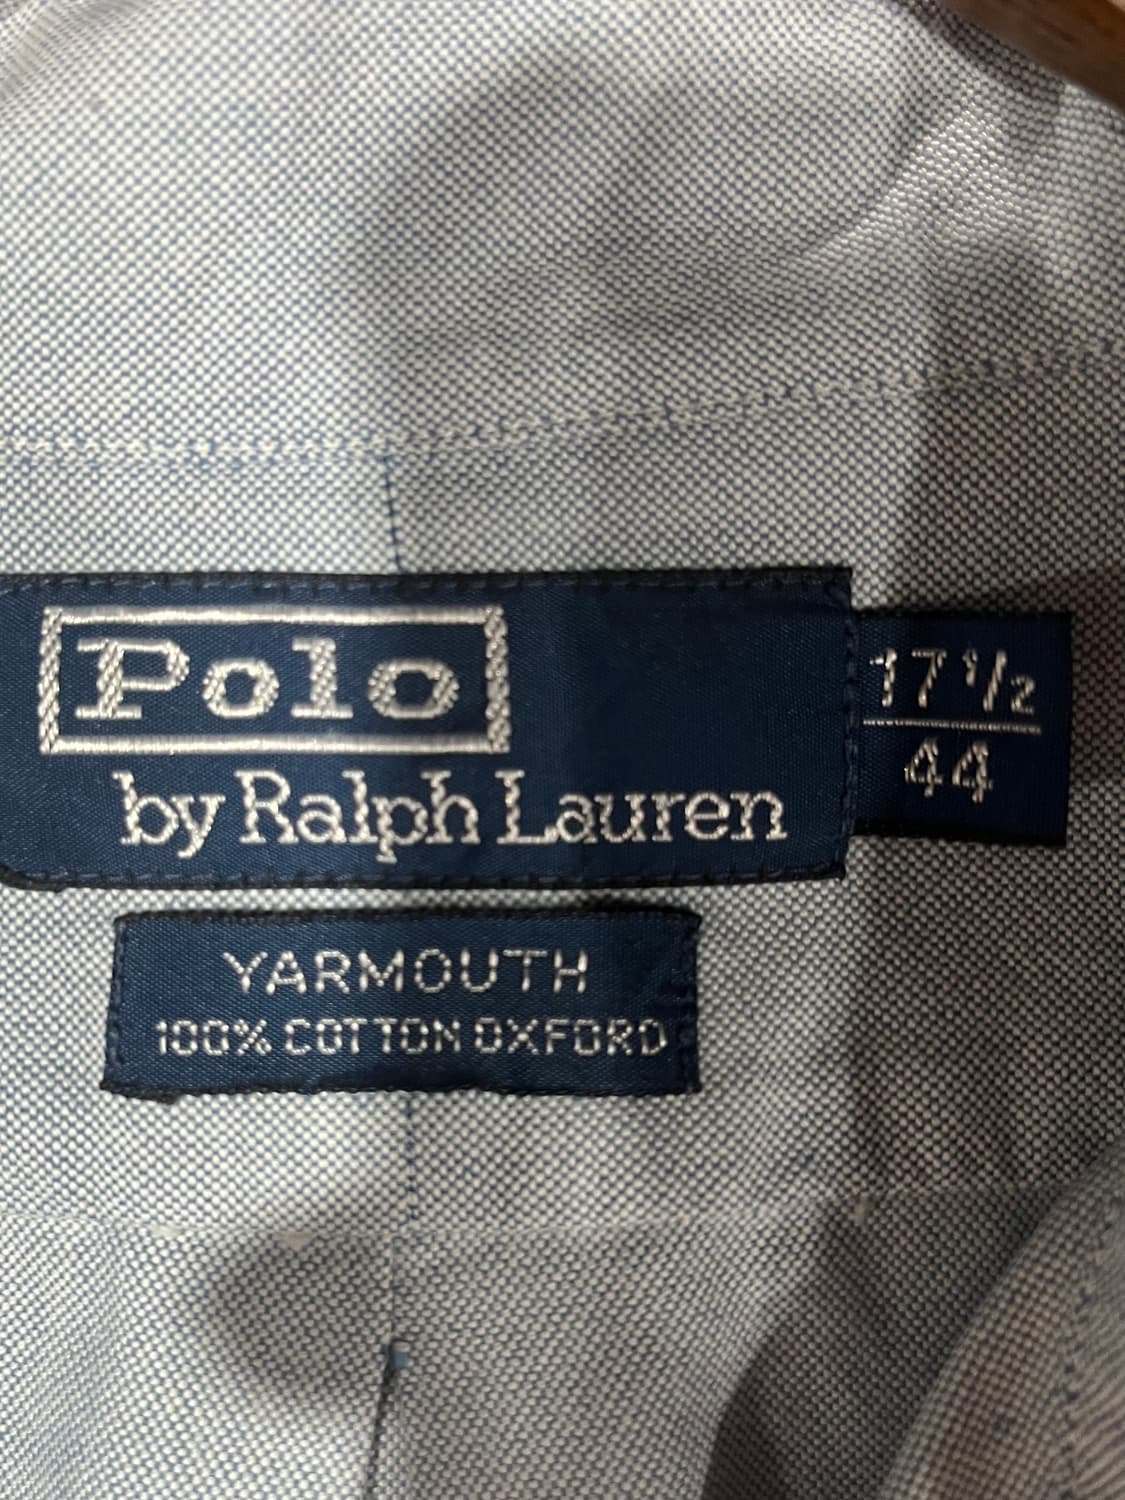 Polo
by Ralph Lauren
17 1/2
44
YARMOUTH
100% COTTON OXFORD